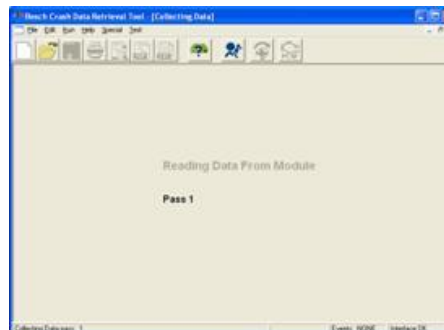 Bosch Crash Data Retrieval Tool - [Collecting Data]
File Edit Run Help Special Tool
Reading Data From Module
Pass 1
Collecting Data pass: 1
Events: NONE
Interface OK